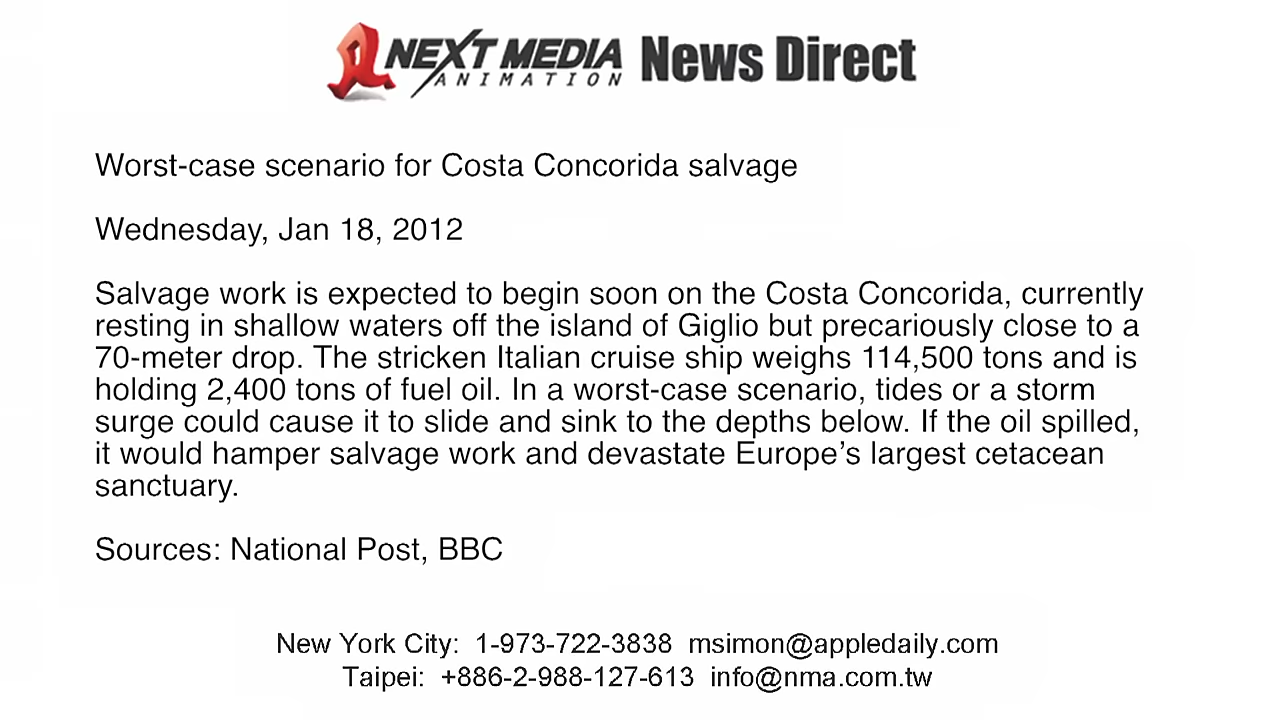 NEXT MEDIA ANIMATION News Direct
Worst-case scenario for Costa Concorida salvage
Wednesday, Jan 18, 2012
Salvage work is expected to begin soon on the Costa Concorida, currently
resting in shallow waters off the island of Giglio but precariously close to a
70-meter drop. The stricken Italian cruise ship weighs 114,500 tons and is
holding 2,400 tons of fuel oil. In a worst-case scenario, tides or a storm
surge could cause it to slide and sink to the depths below. If the oil spilled,
it would hamper salvage work and devastate Europe’s largest cetacean
sanctuary.
Sources: National Post, BBC
New York City: 1-973-722-3838 msimon@appledaily.com
Taipei: +886-2-988-127-613 info@nma.com.tw